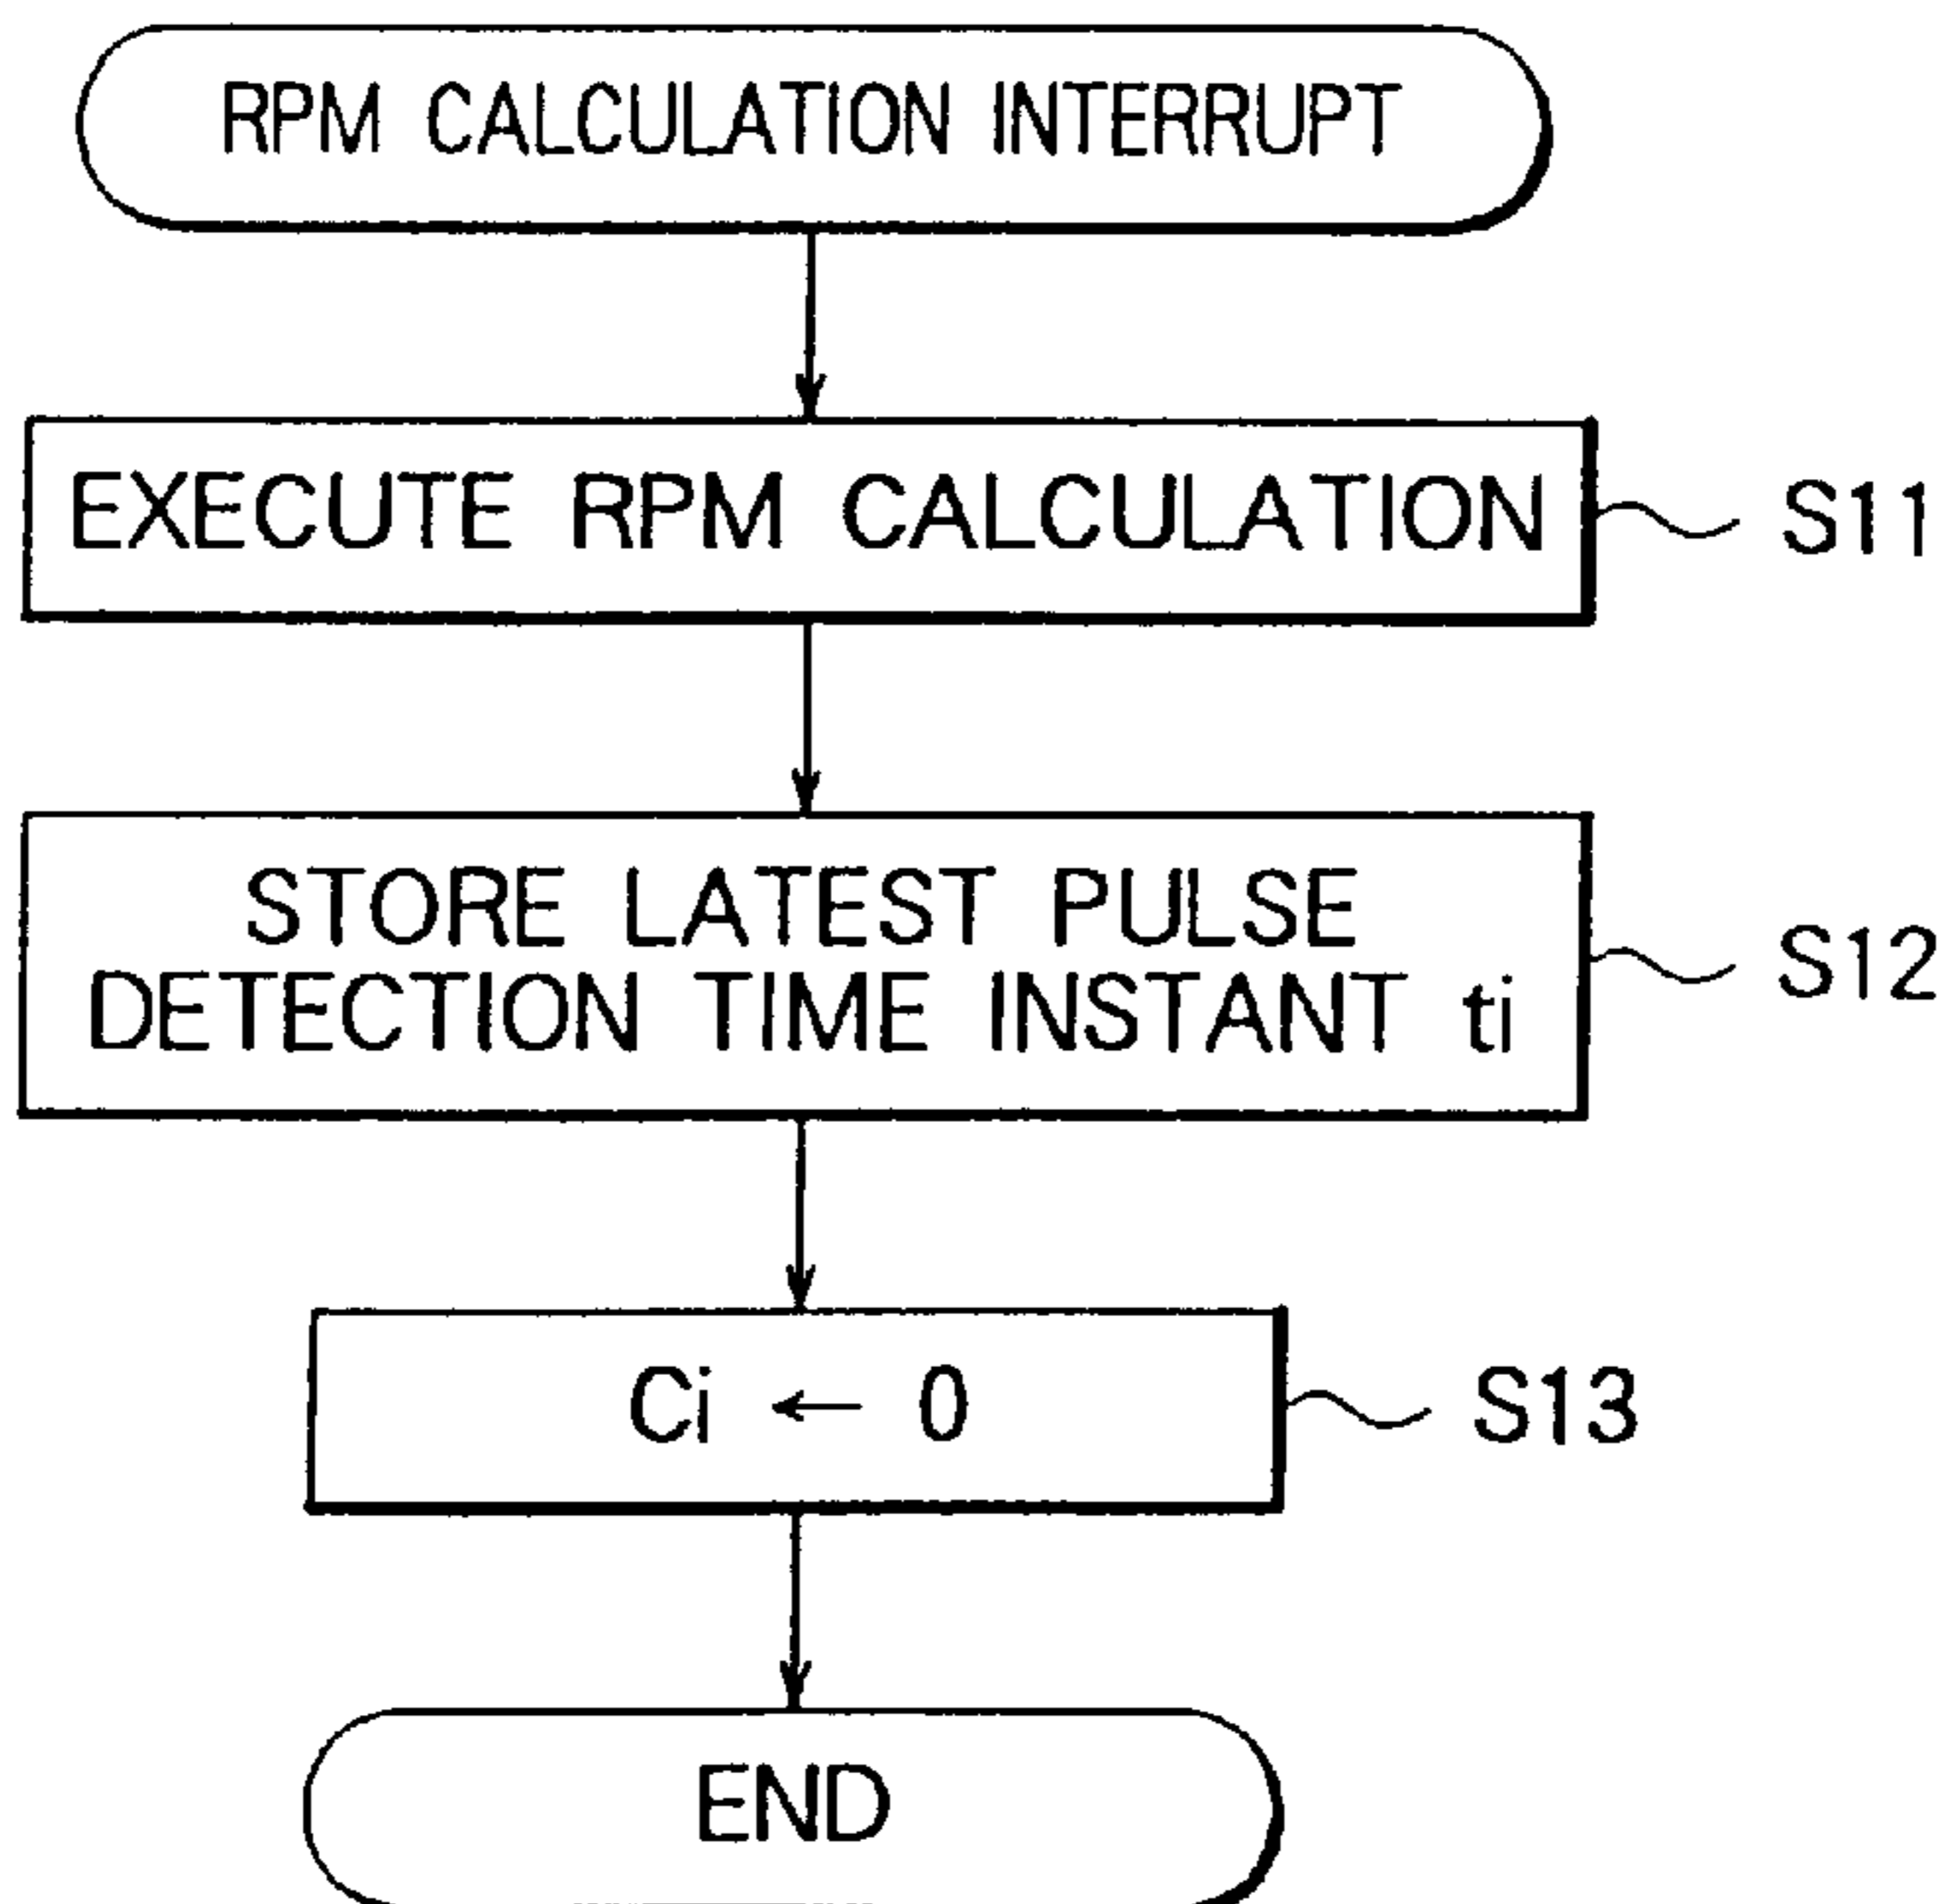 RPM CALCULATION INTERRUPT
EXECUTE RPM CALCULATION
S11
STORE LATEST PULSE
DETECTION TIME INSTANT ti
S12
Ci ← 0
S13
END